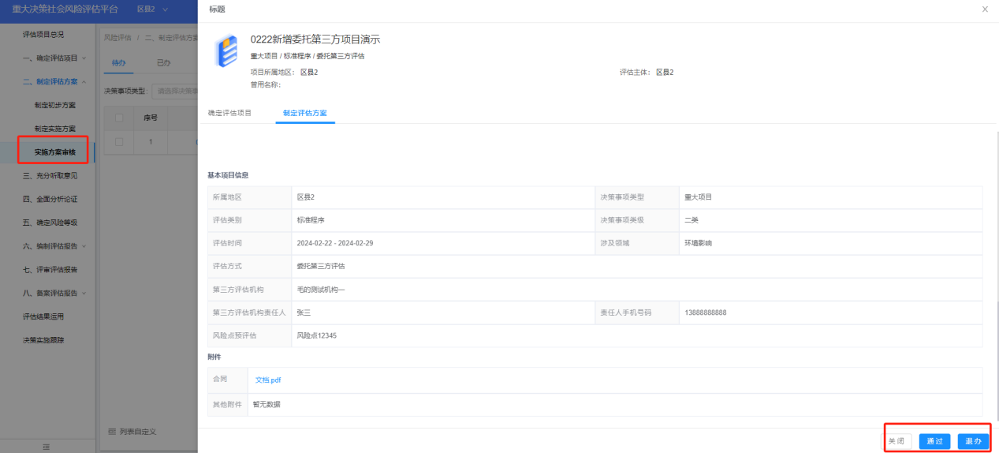 重大决策社会风险评估平台 区县2
标题
评估项目总况
一、确定评估项目
二、制定评估方案
制定初步方案
制定实施方案
实施方案审核
三、充分听取意见
四、全面分析论证
五、确定风险等级
六、编制评估报告
七、评审评估报告
八、备案评估报告
评估结果运用
决策实施跟踪
风险评估 / 二、制定评估方案
待办 已办
决策事项类型: 请选择决策事
序号
1
列表自定义
0222新增委托第三方项目演示
重大项目 / 标准程序 / 委托第三方评估
项目所属地区: 区县2 评估主体: 区县2
曾用名称:
确定评估项目 制定评估方案
基本项目信息
所属地区 区县2 决策事项类型 重大项目
评估类别 标准程序 决策事项类级 二类
评估时间 2024-02-22 - 2024-02-29 涉及领域 环境影响
评估方式 委托第三方评估
第三方评估机构 毛的测试机构一
第三方评估机构责任人 张三 责任人手机号码 13888888888
风险点预评估 风险点12345
附件
合同 文档.pdf
其他附件 暂无数据
关闭 通过 退办